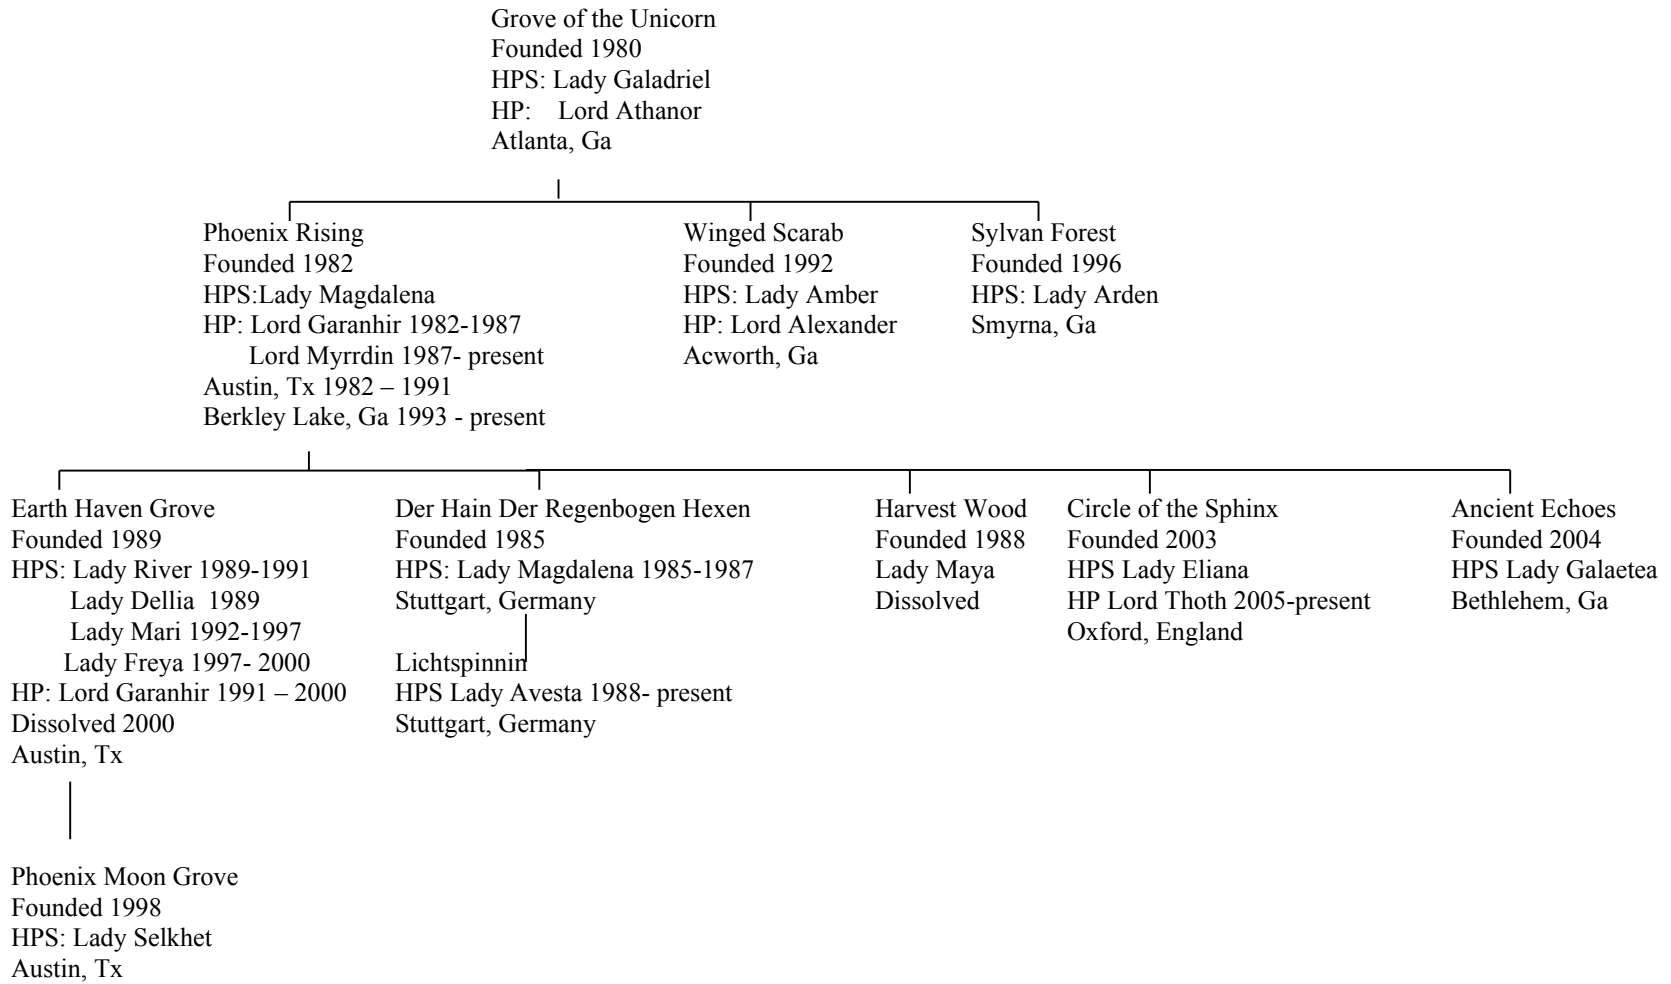 Grove of the Unicorn
Founded 1980
HPS: Lady Galadriel
HP: Lord Athanor
Atlanta, Ga
Phoenix Rising
Founded 1982
HPS:Lady Magdalena
HP: Lord Garanhir 1982-1987
Lord Myrrdin 1987- present
Austin, Tx 1982 – 1991
Berkley Lake, Ga 1993 - present
Winged Scarab
Founded 1992
HPS: Lady Amber
HP: Lord Alexander
Acworth, Ga
Sylvan Forest
Founded 1996
HPS: Lady Arden
Smyrna, Ga
Earth Haven Grove
Founded 1989
HPS: Lady River 1989-1991
Lady Dellia 1989
Lady Mari 1992-1997
Lady Freya 1997- 2000
HP: Lord Garanhir 1991 – 2000
Dissolved 2000
Austin, Tx
Der Hain Der Regenbogen Hexen
Founded 1985
HPS: Lady Magdalena 1985-1987
Stuttgart, Germany
Lichtspinnin
HPS Lady Avesta 1988- present
Stuttgart, Germany
Harvest Wood
Founded 1988
Lady Maya
Dissolved
Circle of the Sphinx
Founded 2003
HPS Lady Eliana
HP Lord Thoth 2005-present
Oxford, England
Ancient Echoes
Founded 2004
HPS Lady Galaetea
Bethlehem, Ga
Phoenix Moon Grove
Founded 1998
HPS: Lady Selkhet
Austin, Tx